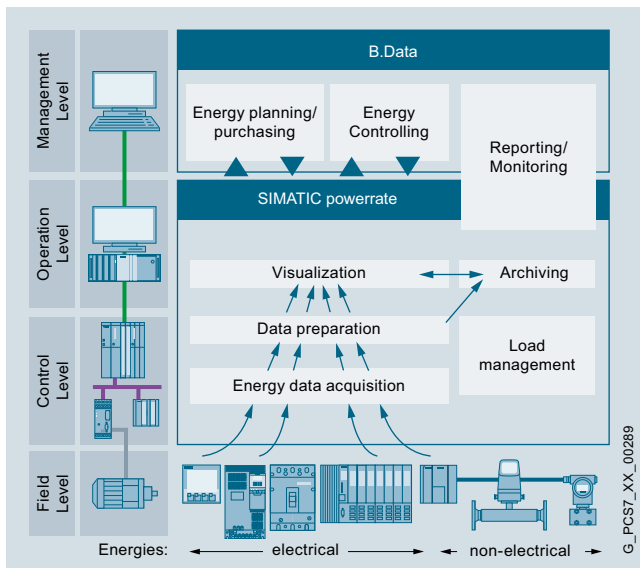 Management
Level
Operation
Level
Control
Level
Field
Level
B.Data
Energy planning/
purchasing
Energy
Controlling
Reporting/
Monitoring
SIMATIC powerrate
Visualization
Archiving
Data preparation
Load
management
Energy data acquisition
Energies:
electrical
non-electrical
G_PCS7_XX_00289